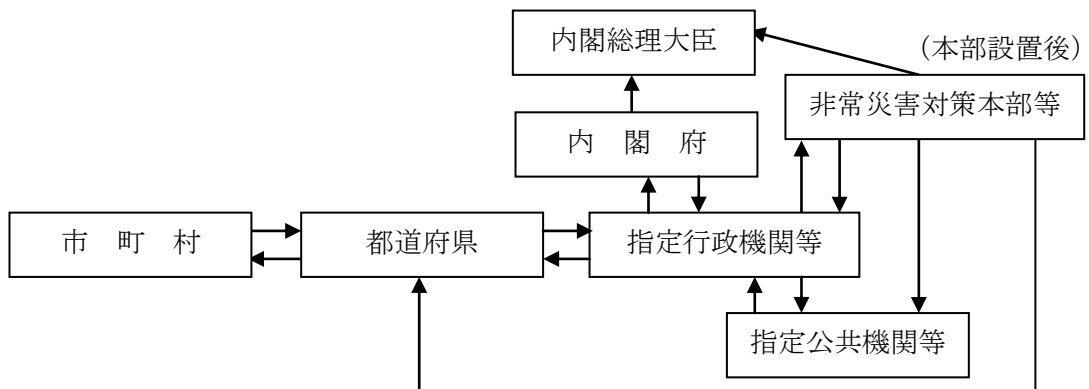 内閣総理大臣
（本部設置後）
非常災害対策本部等
内　閣　府
市　町　村
都道府県
指定行政機関等
指定公共機関等